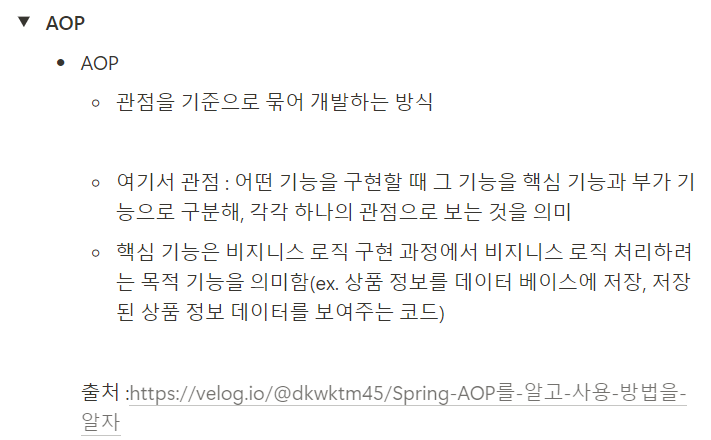 AOP
AOP
관점을 기준으로 묶어 개발하는 방식
여기서 관점 : 어떤 기능을 구현할 때 그 기능을 핵심 기능과 부가 기
능으로 구분해, 각각 하나의 관점으로 보는 것을 의미
핵심 기능은 비지니스 로직 구현 과정에서 비지니스 로직 처리하려
는 목적 기능을 의미함(ex. 상품 정보를 데이터 베이스에 저장, 저장
된 상품 정보 데이터를 보여주는 코드)
출처 :https://velog.io/@dkwktm45/Spring-AOP를-알고-사용-방법을-
알자